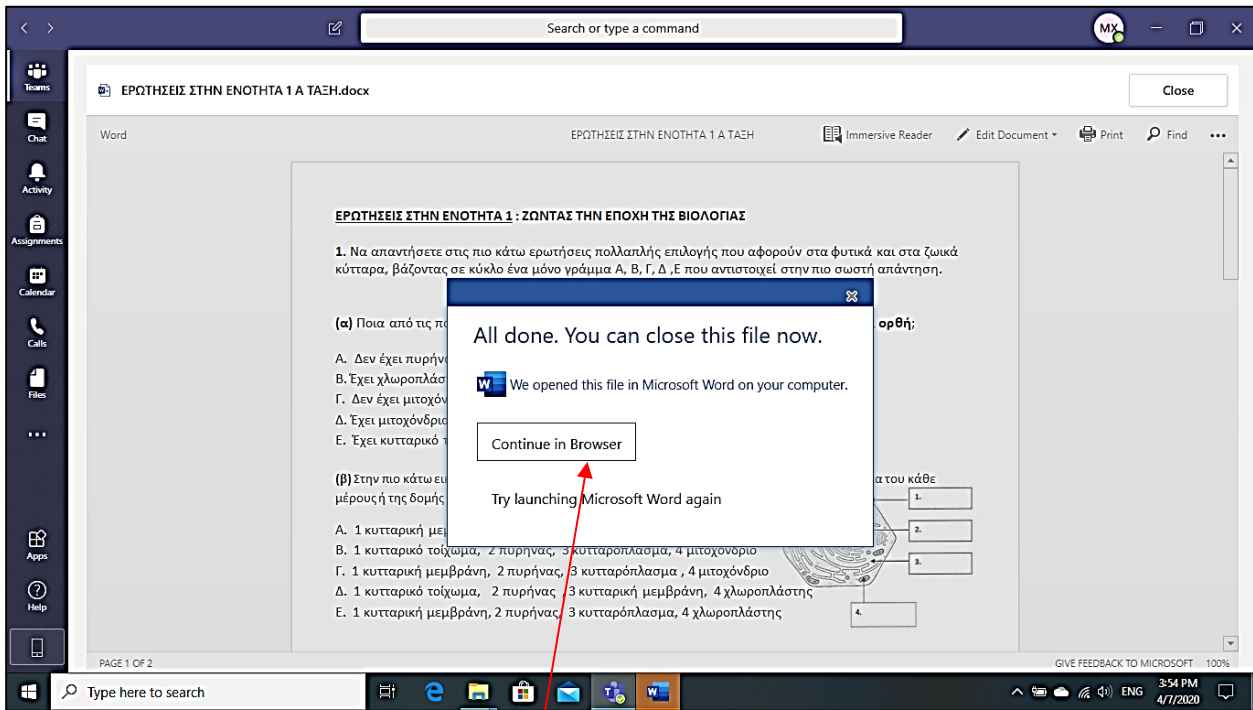 Search or type a command
MX
Teams
Chat
Activity
Assignments
Calendar
Calls
Files
Apps
Help
ΕΡΩΤΗΣΕΙΣ ΣΤΗΝ ΕΝΟΤΗΤΑ 1 Α ΤΑΞΗ.docx
Close
Word
ΕΡΩΤΗΣΕΙΣ ΣΤΗΝ ΕΝΟΤΗΤΑ 1 Α ΤΑΞΗ
Immersive Reader
Edit Document
Print
Find
ΕΡΩΤΗΣΕΙΣ ΣΤΗΝ ΕΝΟΤΗΤΑ 1 : ΖΩΝΤΑΣ ΤΗΝ ΕΠΟΧΗ ΤΗΣ ΒΙΟΛΟΓΙΑΣ
1. Να απαντήσετε στις πιο κάτω ερωτήσεις πολλαπλής επιλογής που αφορούν στα φυτικά και στα ζωικά
κύτταρα, βάζοντας σε κύκλο ένα μόνο γράμμα Α, Β, Γ, Δ ,Ε που αντιστοιχεί στην πιο σωστή απάντηση.
(α) Ποια από τις
ορθή;
Α. Δεν έχει
Β. Έχει
Γ. Δεν έχει
Δ. Έχει
Ε. Έχει κυτταρικό
All done. You can close this file now.
W We opened this file in Microsoft Word on your computer.
Continue in Browser
Try launching Microsoft Word again
(β) Στην πιο κάτω
του κάθε
μέρους ή της δομής
Α. 1 κυτταρική
Β. 1 κυτταρικό τοίχωμα, 2 πυρήνας, 3 κυτταρόπλασμα, 4 μιτοχόνδριο
Γ. 1 κυτταρική μεμβράνη, 2 πυρήνας, 3 κυτταρόπλασμα , 4 μιτοχόνδριο
Δ. 1 κυτταρικό τοίχωμα, 2 πυρήνας , 3 κυτταρική μεμβράνη, 4 χλωροπλάστης
Ε. 1 κυτταρική μεμβράνη, 2 πυρήνας, 3 κυτταρόπλασμα, 4 χλωροπλάστης
1.
2.
3.
4.
PAGE 1 OF 2
GIVE FEEDBACK TO MICROSOFT 100%
Type here to search
ENG
3:54 PM
4/7/2020